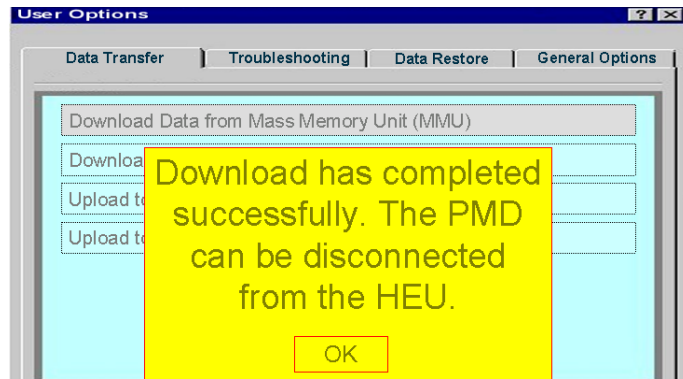 User Options
? ×
Data Transfer Troubleshooting Data Restore General Options
Download Data from Mass Memory Unit (MMU)
Downloa
Upload to
Upload to
Download has completed
successfully. The PMD
can be disconnected
from the HEU.
OK